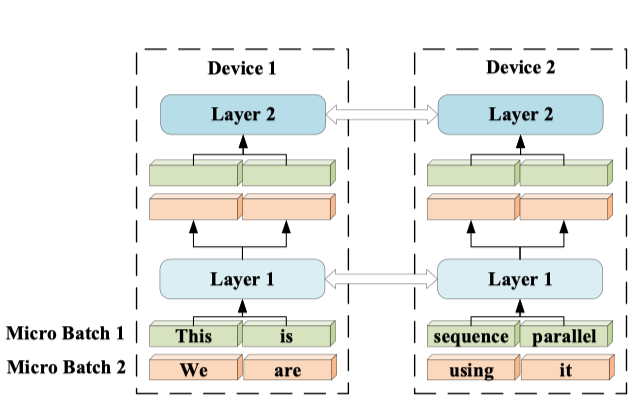 Device 1
Device 2
Layer 2
Layer 2
Layer 1
Layer 1
Micro Batch 1 This is sequence parallel
Micro Batch 2 We are using it